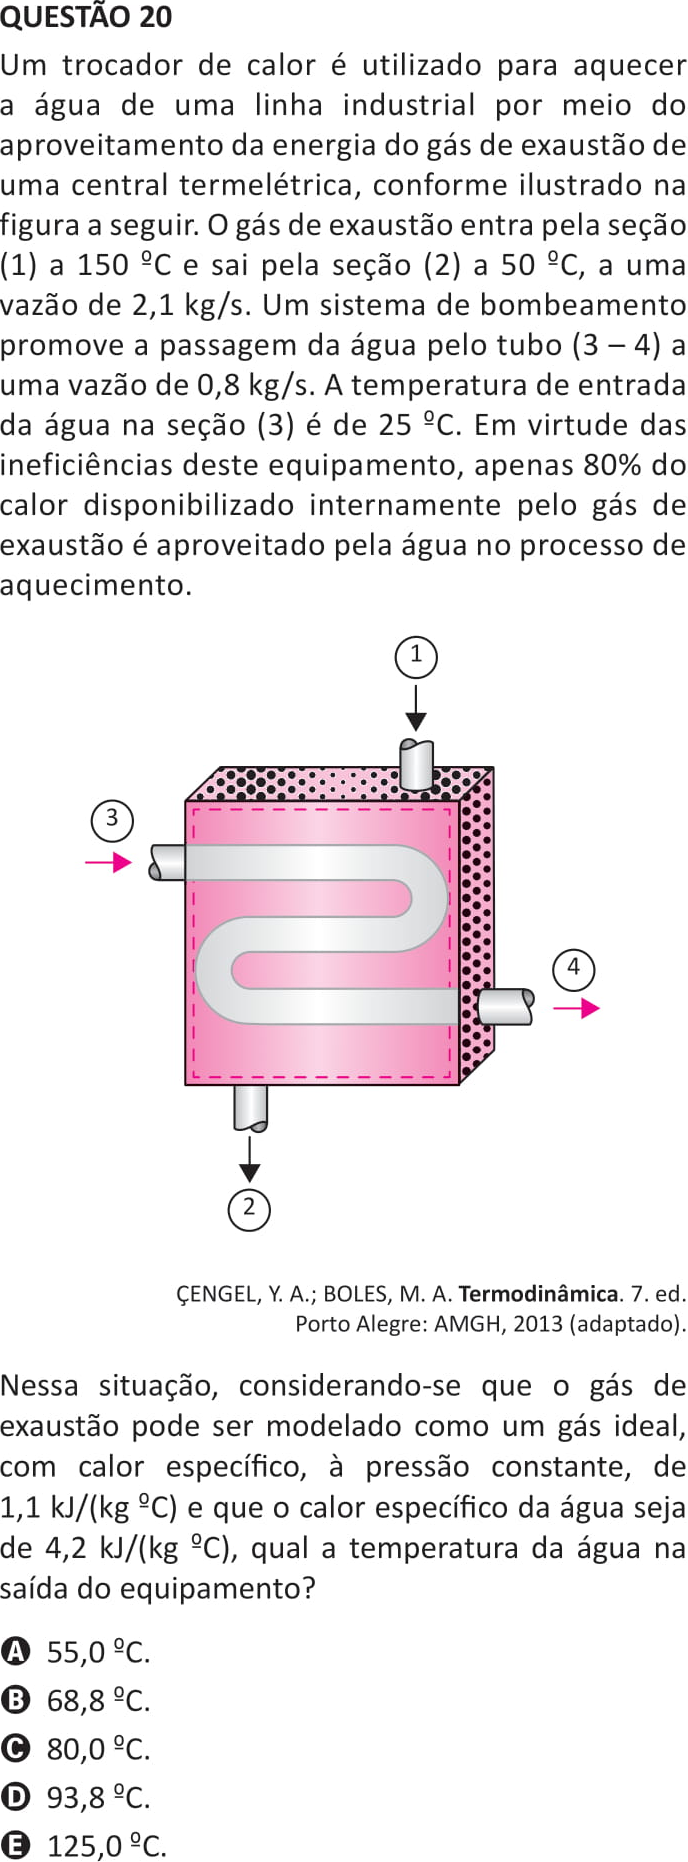 QUESTÃO 20
Um trocador de calor é utilizado para aquecer
a água de uma linha industrial por meio do
aproveitamento da energia do gás de exaustão de
uma central termelétrica, conforme ilustrado na
figura a seguir. O gás de exaustão entra pela seção
(1) a 150 ºC e sai pela seção (2) a 50 ºC, a uma
vazão de 2,1 kg/s. Um sistema de bombeamento
promove a passagem da água pelo tubo (3 – 4) a
uma vazão de 0,8 kg/s. A temperatura de entrada
da água na seção (3) é de 25 ºC. Em virtude das
ineficiências deste equipamento, apenas 80% do
calor disponibilizado internamente pelo gás de
exaustão é aproveitado pela água no processo de
aquecimento.
1
3
4
2
ÇENGEL, Y. A.; BOLES, M. A. Termodinâmica. 7. ed.
Porto Alegre: AMGH, 2013 (adaptado).
Nessa situação, considerando-se que o gás de
exaustão pode ser modelado como um gás ideal,
com calor específico, à pressão constante, de
1,1 kJ/(kg ºC) e que o calor específico da água seja
de 4,2 kJ/(kg ºC), qual a temperatura da água na
saída do equipamento?
A 55,0 ºC.
B 68,8 ºC.
C 80,0 ºC.
D 93,8 ºC.
E 125,0 ºC.